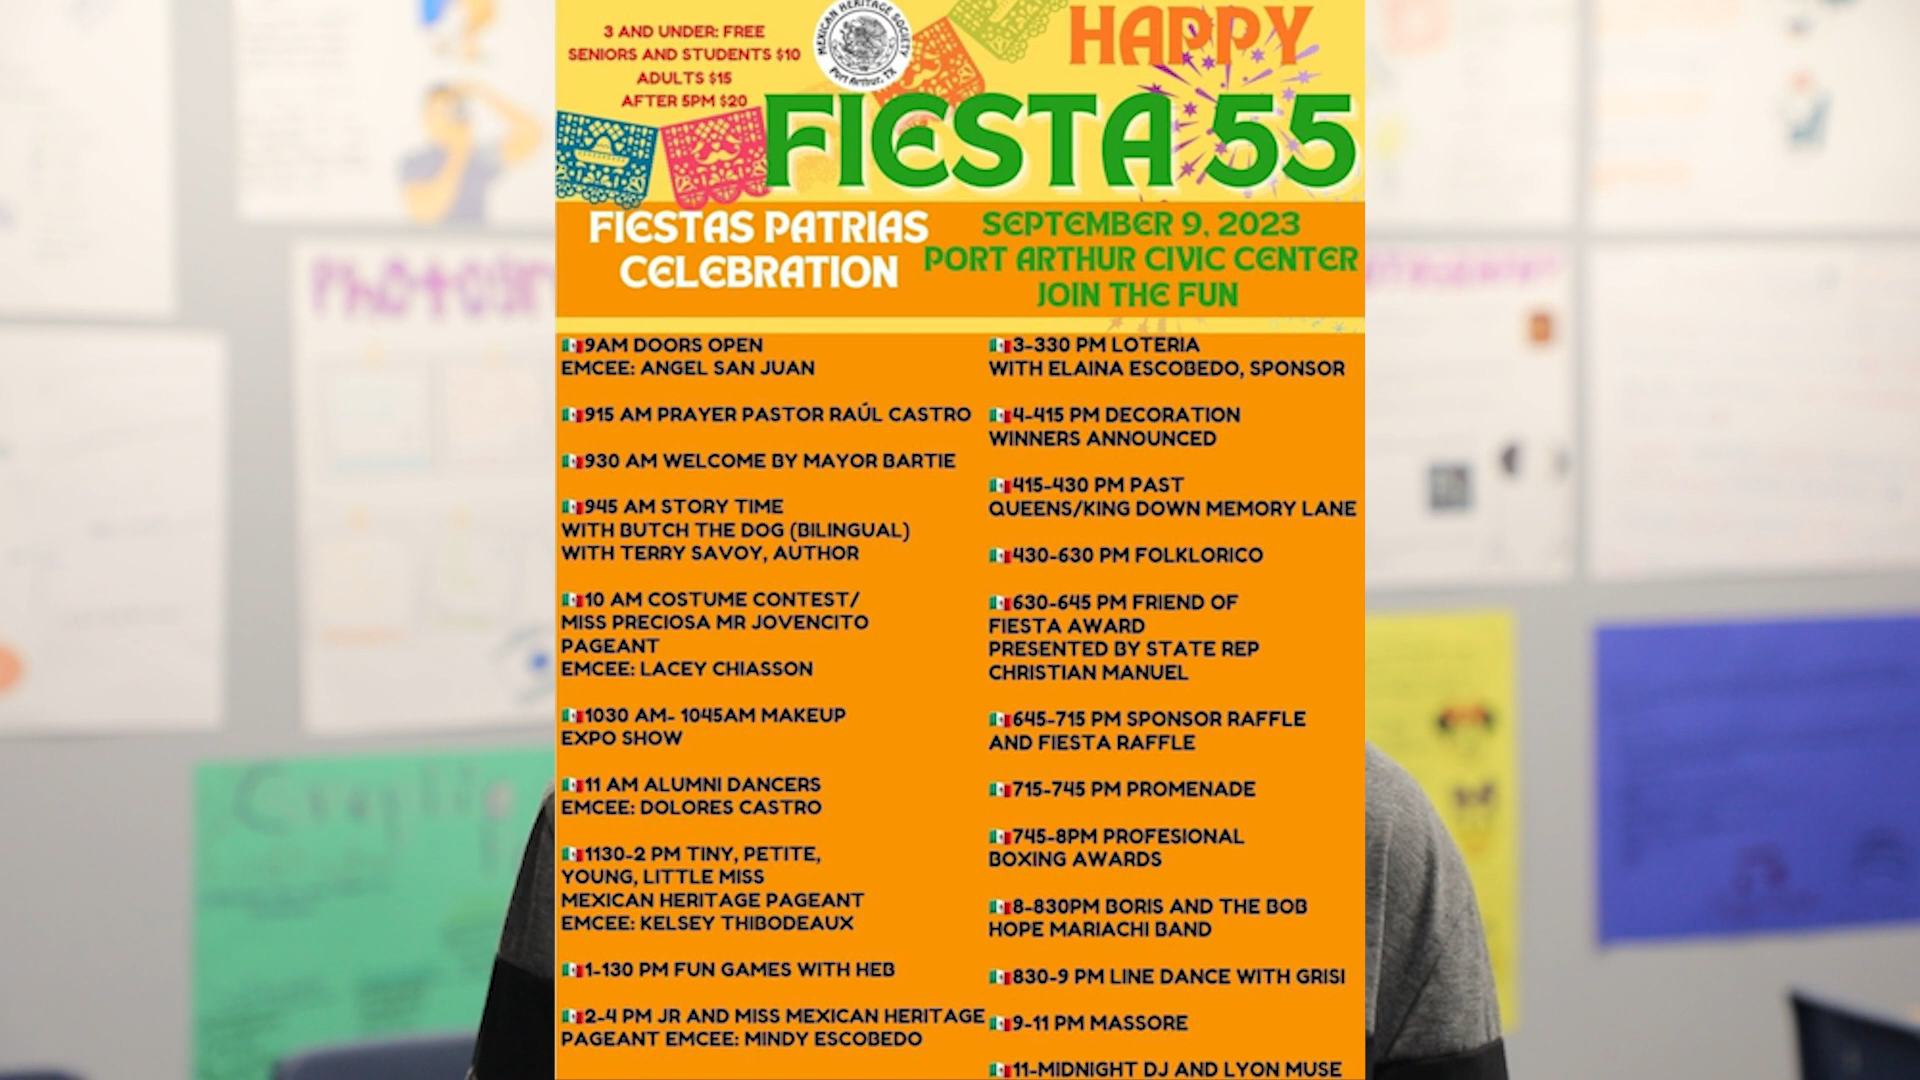 3 AND UNDER: FREE
SENIORS AND STUDENTS $10
ADULTS $15
AFTER 5PM $20
MEXICAN HERITAGE SOCIETY
Port Arthur, TX
HAPPY
FIESTA 55
FIESTAS PATRIAS
CELEBRATION
SEPTEMBER 9, 2023
PORT ARTHUR CIVIC CENTER
JOIN THE FUN
🇲🇽9AM DOORS OPEN
EMCEE: ANGEL SAN JUAN
🇲🇽915 AM PRAYER PASTOR RAÚL CASTRO
🇲🇽930 AM WELCOME BY MAYOR BARTIE
🇲🇽945 AM STORY TIME
WITH BUTCH THE DOG (BILINGUAL)
WITH TERRY SAVOY, AUTHOR
🇲🇽10 AM COSTUME CONTEST/
MISS PRECIOSA MR JOVENCITO
PAGEANT
EMCEE: LACEY CHIASSON
🇲🇽1030 AM- 1045AM MAKEUP
EXPO SHOW
🇲🇽11 AM ALUMNI DANCERS
EMCEE: DOLORES CASTRO
🇲🇽1130-2 PM TINY, PETITE,
YOUNG, LITTLE MISS
MEXICAN HERITAGE PAGEANT
EMCEE: KELSEY THIBODEAUX
🇲🇽1-130 PM FUN GAMES WITH HEB
🇲🇽2-4 PM JR AND MISS MEXICAN HERITAGE
PAGEANT EMCEE: MINDY ESCOBEDO
🇲🇽3-330 PM LOTERIA
WITH ELAINA ESCOBEDO, SPONSOR
🇲🇽4-415 PM DECORATION
WINNERS ANNOUNCED
🇲🇽415-430 PM PAST
QUEENS/KING DOWN MEMORY LANE
🇲🇽430-630 PM FOLKLORICO
🇲🇽630-645 PM FRIEND OF
FIESTA AWARD
PRESENTED BY STATE REP
CHRISTIAN MANUEL
🇲🇽645-715 PM SPONSOR RAFFLE
AND FIESTA RAFFLE
🇲🇽715-745 PM PROMENADE
🇲🇽745-8PM PROFESIONAL
BOXING AWARDS
🇲🇽8-830PM BORIS AND THE BOB
HOPE MARIACHI BAND
🇲🇽830-9 PM LINE DANCE WITH GRISI
🇲🇽9-11 PM MASSORE
🇲🇽11-MIDNIGHT DJ AND LYON MUSE